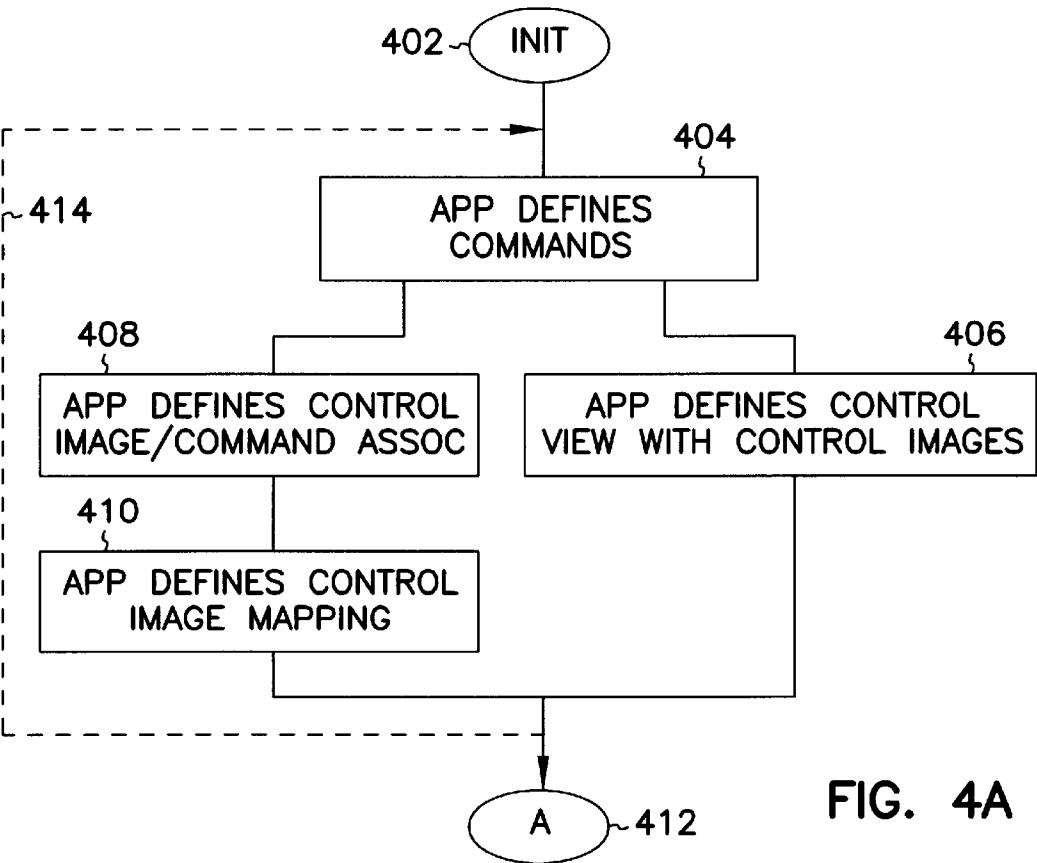 402
INIT
404
414
APP DEFINES
COMMANDS
408
406
APP DEFINES CONTROL
IMAGE/COMMAND ASSOC
APP DEFINES CONTROL
VIEW WITH CONTROL IMAGES
410
APP DEFINES CONTROL
IMAGE MAPPING
A
412
FIG. 4A